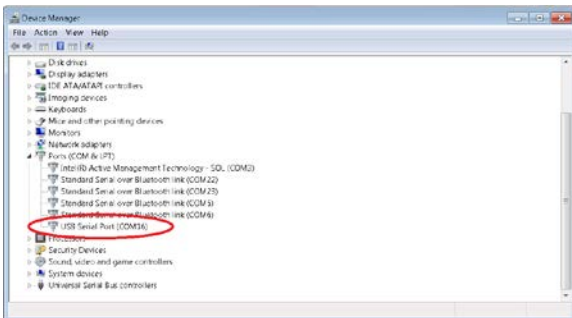 Device Manager
File Action View Help
Disk drives
Display adapters
IDE ATA/ATAPI controllers
Imaging devices
Keyboards
Mice and other pointing devices
Monitors
Network adapters
Ports (COM & LPT)
Intel(R) Active Management Technology - SOL (COM3)
Standard Serial over Bluetooth link (COM22)
Standard Serial over Bluetooth link (COM23)
Standard Serial over Bluetooth link (COM5)
Standard Serial over Bluetooth link (COM6)
USB Serial Port (COM36)
Processors
Security Devices
Sound, video and game controllers
System devices
Universal Serial Bus controllers